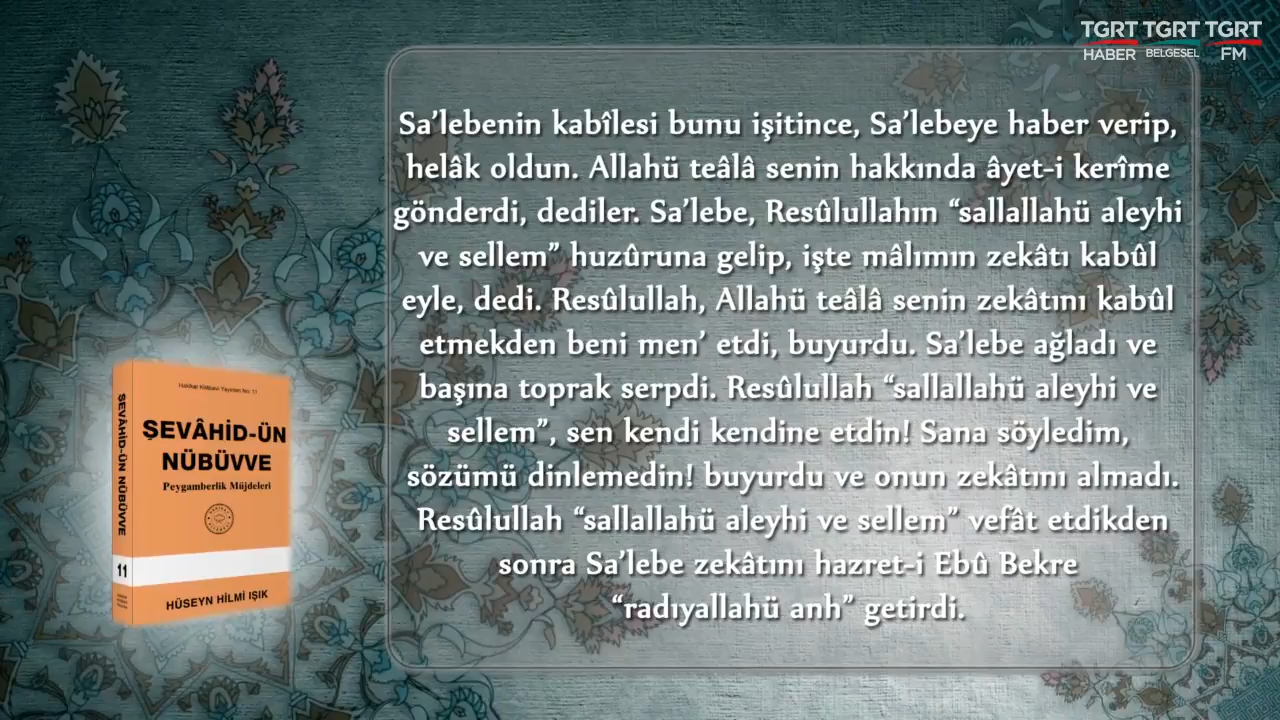 TGRT TGRT TGRT
HABER BELGESEL FM
Sa'lebenin kabîlesi bunu işitince, Sa'lebeye haber verip,
helâk oldun. Allahü teâlâ senin hakkında âyet-i kerîme
gönderdi, dediler. Sa'lebe, Resûlullahın “sallallahü aleyhi
ve sellem” huzûruna gelip, işte mâlımın zekâtı kabûl
eyle, dedi. Resûlullah, Allahü teâlâ senin zekâtını kabûl
etmekden beni men' etdi, buyurdu. Sa'lebe ağladı ve
başına toprak serpdi. Resûlullah “sallallahü aleyhi ve
sellem”, sen kendi kendine etdin! Sana söyledim,
sözümü dinlemedin! buyurdu ve onun zekâtını almadı.
Resûlullah “sallallahü aleyhi ve sellem” vefât etdikden
sonra Sa'lebe zekâtını hazret-i Ebû Bekre
“radıyallahü anh” getirdi.
Hakîkat Kitâbevi Yayınları No: 11
ŞEVÂHİD-ÜN
NÜBÜVVE
Peygamberlik Müjdeleri
HÜSEYN HİLMİ IŞIK
ŞEVÂHİD-ÜN NÜBÜVVE
11